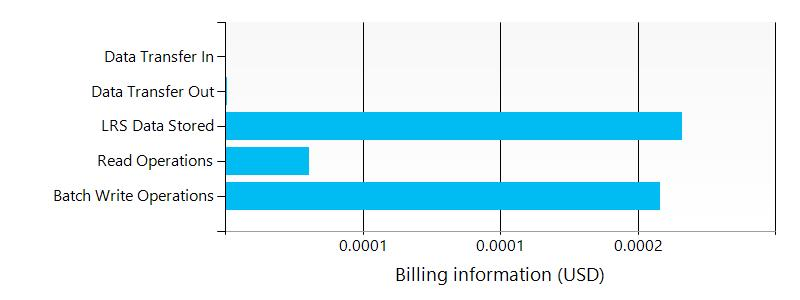 Data Transfer In
Data Transfer Out
LRS Data Stored
Read Operations
Batch Write Operations
0.0001 0.0001 0.0002
Billing information (USD)